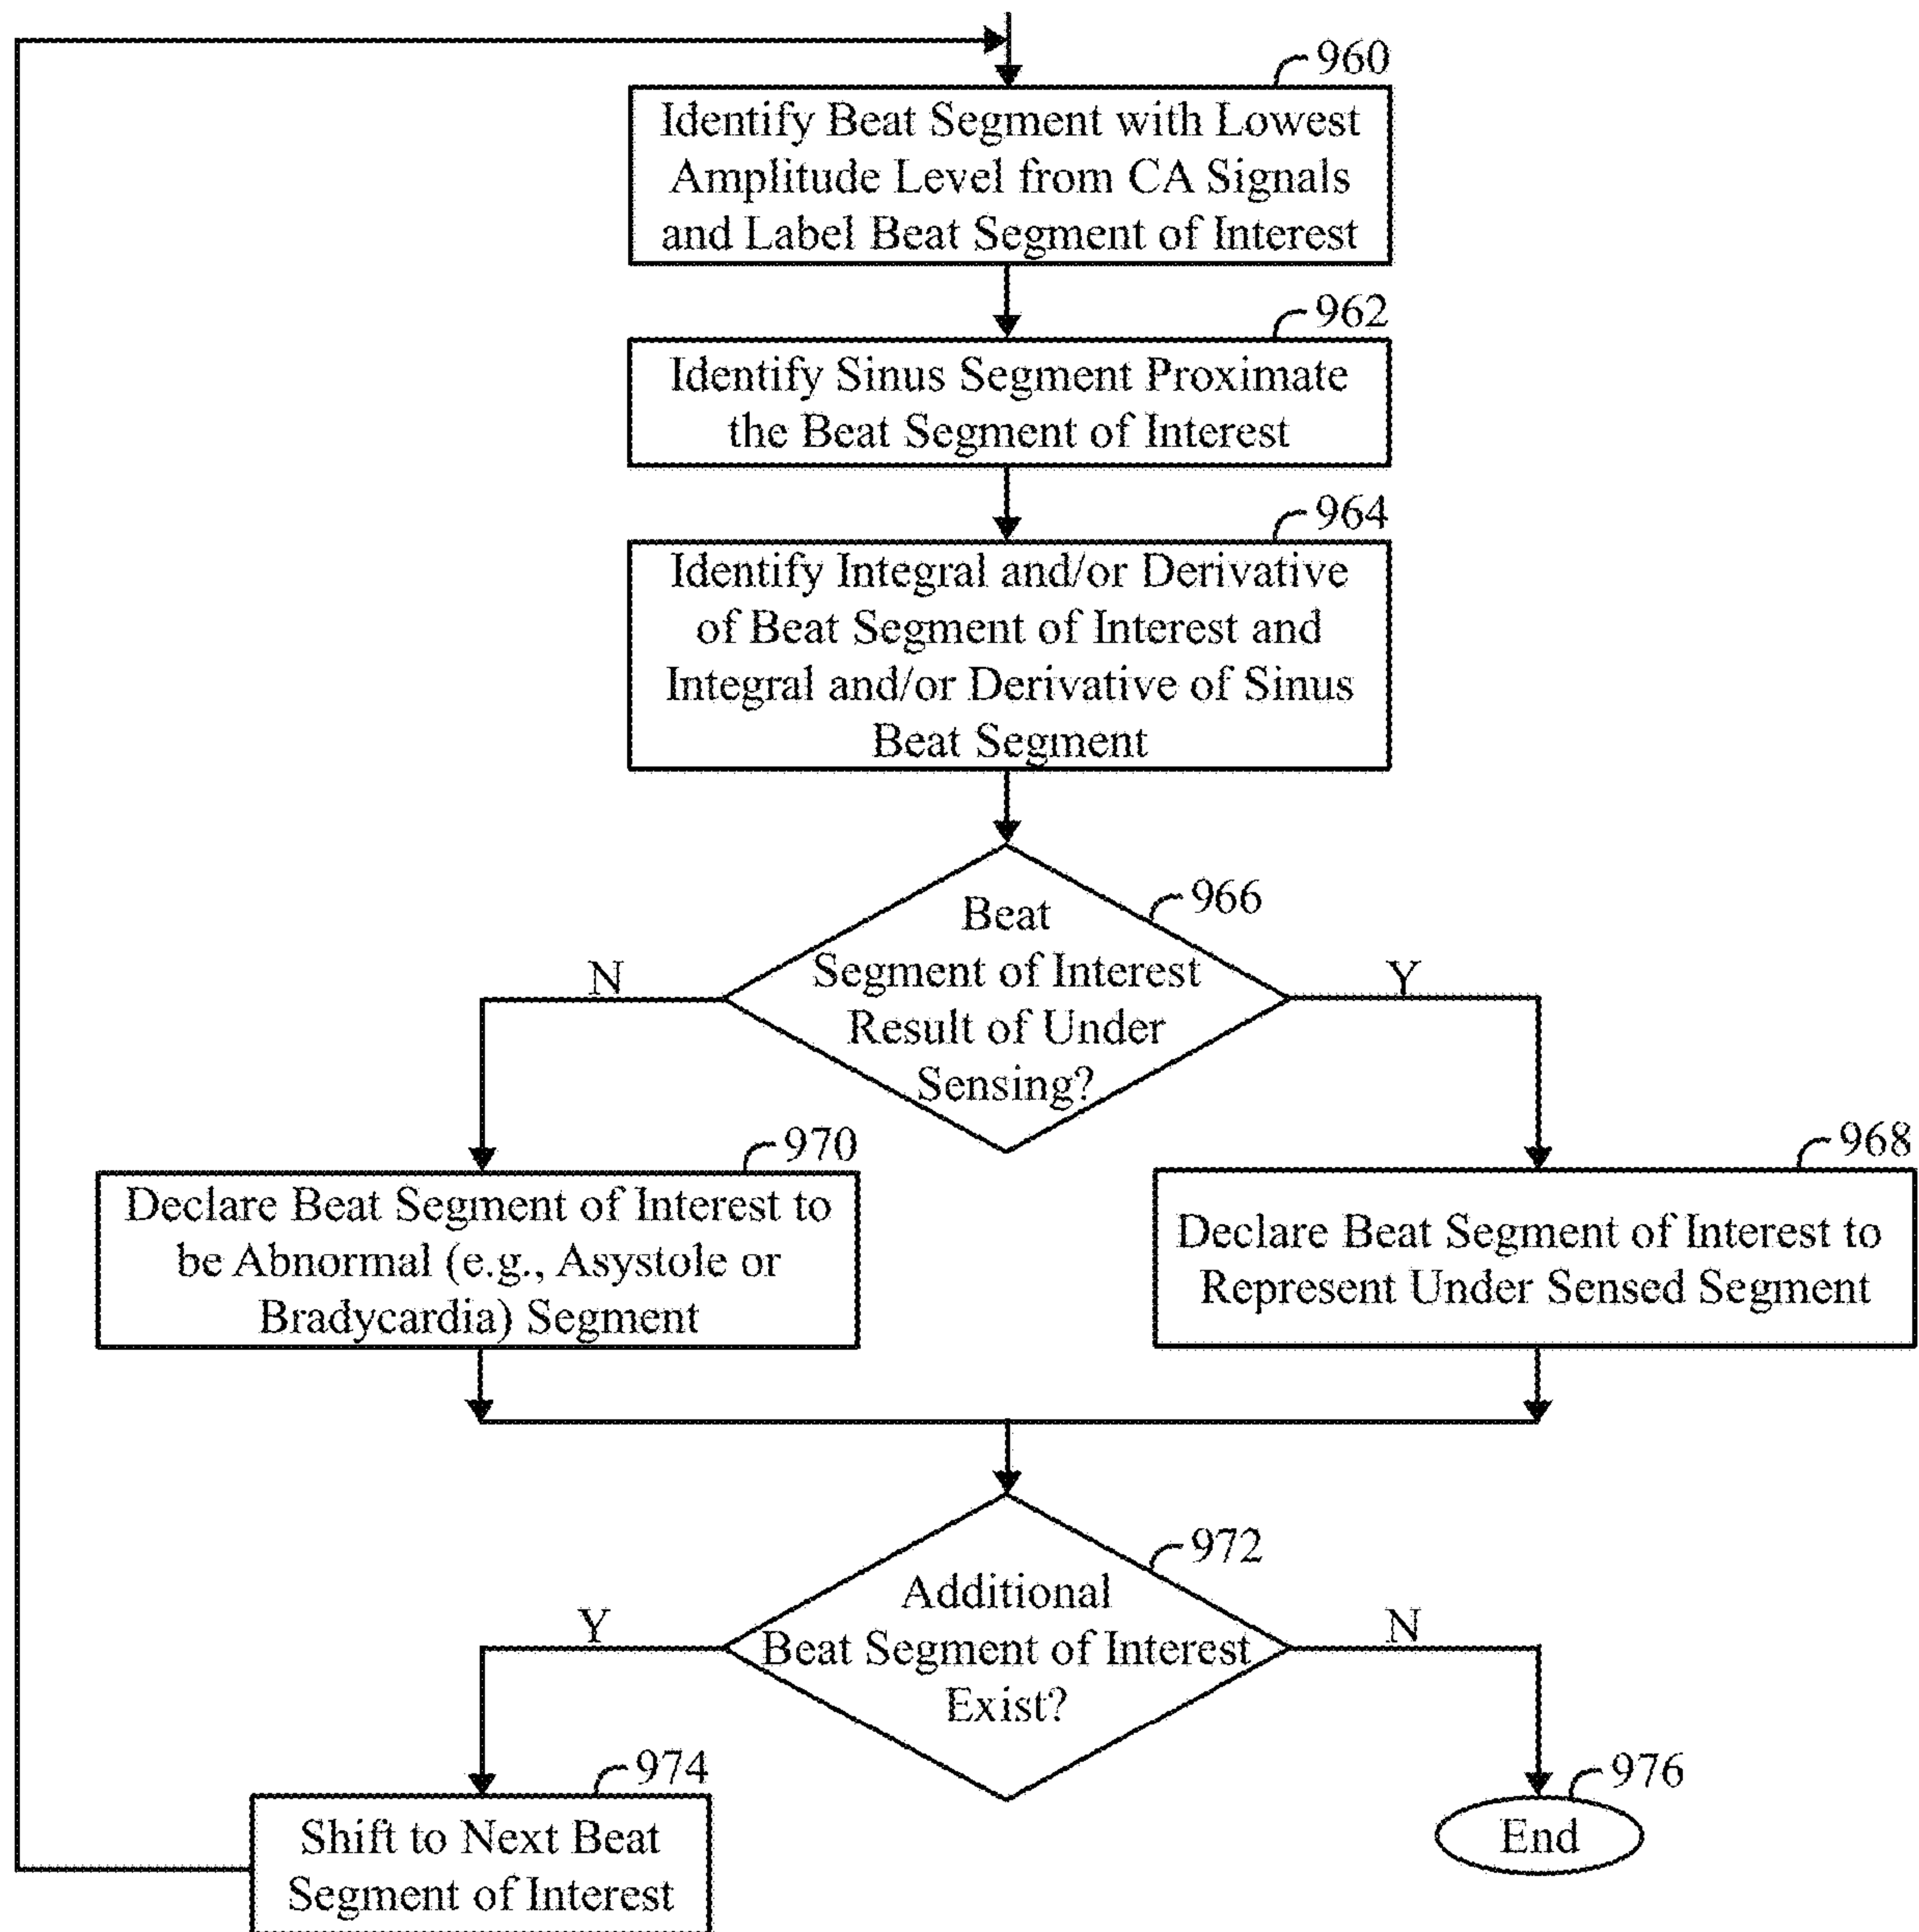 960
Identify Beat Segment with Lowest
Amplitude Level from CA Signals
and Label Beat Segment of Interest
962
Identify Sinus Segment Proximate
the Beat Segment of Interest
964
Identify Integral and/or Derivative
of Beat Segment of Interest and
Integral and/or Derivative of Sinus
Beat Segment
966
Beat
Segment of Interest
Result of Under
Sensing?
N
Y
970
Declare Beat Segment of Interest to
be Abnormal (e.g., Asystole or
Bradycardia) Segment
968
Declare Beat Segment of Interest to
Represent Under Sensed Segment
972
Additional
Beat Segment of Interest
Exist?
Y
N
974
Shift to Next Beat
Segment of Interest
976
End